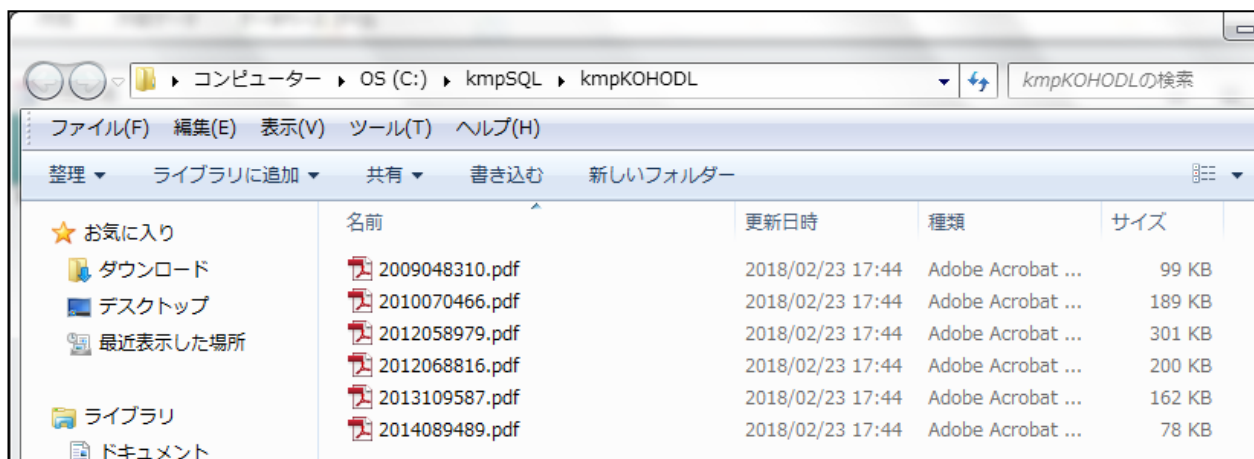 コンピューター ▸ OS (C:) ▸ kmpSQL ▸ kmpKOHODL
kmpKOHODLの検索
ファイル(F) 編集(E) 表示(V) ツール(T) ヘルプ(H)
整理 ライブラリに追加 共有 書き込む 新しいフォルダー
お気に入り
ダウンロード
デスクトップ
最近表示した場所
ライブラリ
ドキュメント
名前 更新日時 種類 サイズ
2009048310.pdf 2018/02/23 17:44 Adobe Acrobat ... 99 KB
2010070466.pdf 2018/02/23 17:44 Adobe Acrobat ... 189 KB
2012058979.pdf 2018/02/23 17:44 Adobe Acrobat ... 301 KB
2012068816.pdf 2018/02/23 17:44 Adobe Acrobat ... 200 KB
2013109587.pdf 2018/02/23 17:44 Adobe Acrobat ... 162 KB
2014089489.pdf 2018/02/23 17:44 Adobe Acrobat ... 78 KB